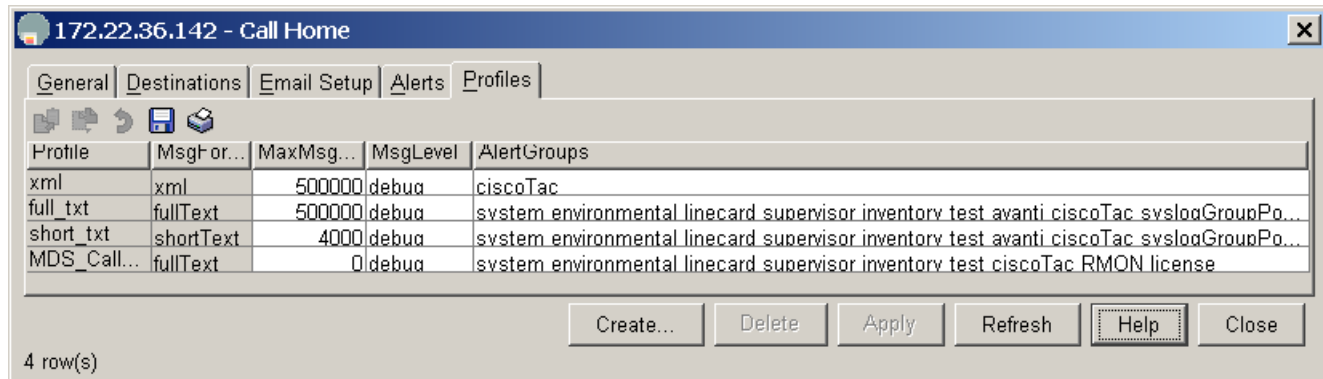 172.22.36.142 - Call Home
General Destinations Email Setup Alerts Profiles
Profile MsgFor... MaxMsg... MsgLevel AlertGroups
xml xml 500000 debug ciscoTac
full_txt fullText 500000 debug system environmental linecard supervisor inventory test avanti ciscoTac syslogGroupPo...
short_txt shortText 4000 debug system environmental linecard supervisor inventory test avanti ciscoTac syslogGroupPo...
MDS_Call... fullText 0 debug system environmental linecard supervisor inventory test ciscoTac RMON license
Create... Delete Apply Refresh Help Close
4 row(s)